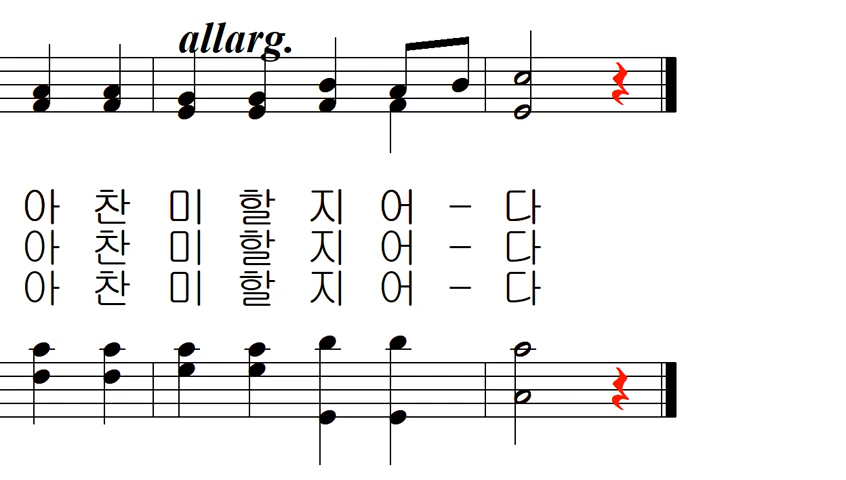 allarg.
아 찬 미 할 지 어 - 다
아 찬 미 할 지 어 - 다
아 찬 미 할 지 어 - 다